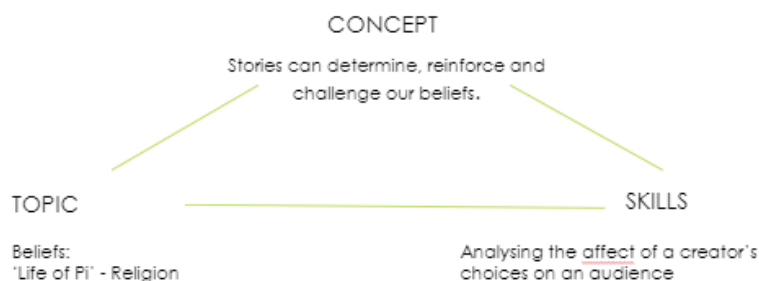 CONCEPT
Stories can determine, reinforce and
challenge our beliefs.
TOPIC
SKILLS
Beliefs:
'Life of Pi' - Religion
Analysing the affect of a creator's
choices on an audience